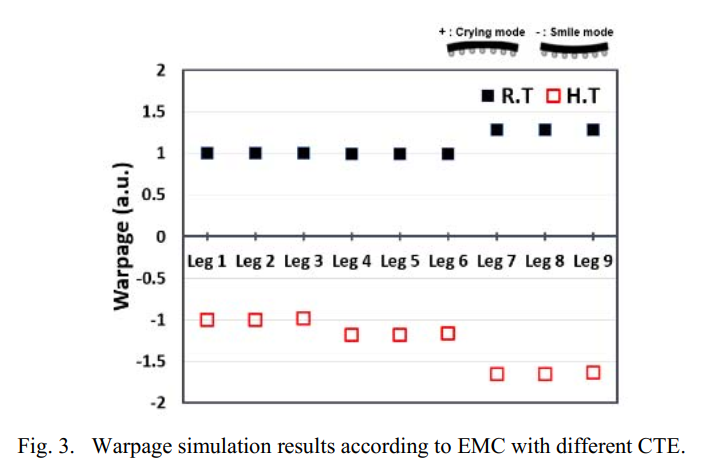 + : Crying mode - : Smile mode
2
■ R.T □ H.T
1.5
1
0.5
0
Leg 1 Leg 2 Leg 3 Leg 4 Leg 5 Leg 6 Leg 7 Leg 8 Leg 9
-0.5
-1
-1.5
-2
Warpage (a.u.)
Fig. 3. Warpage simulation results according to EMC with different CTE.